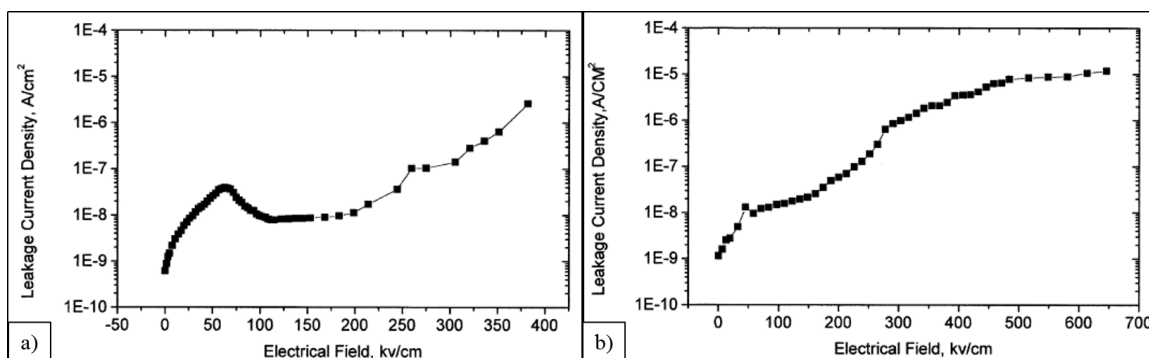 1E-4
1E-5
1E-6
1E-7
1E-8
1E-9
1E-10
Leakage Current Density, A/cm²
-50 0 50 100 150 200 250 300 350 400
Electrical Field, kv/cm
a)
1E-4
1E-5
1E-6
1E-7
1E-8
1E-9
1E-10
Leakage Current Density,A/CM²
0 100 200 300 400 500 600 700
Electrical Field, kv/cm
b)